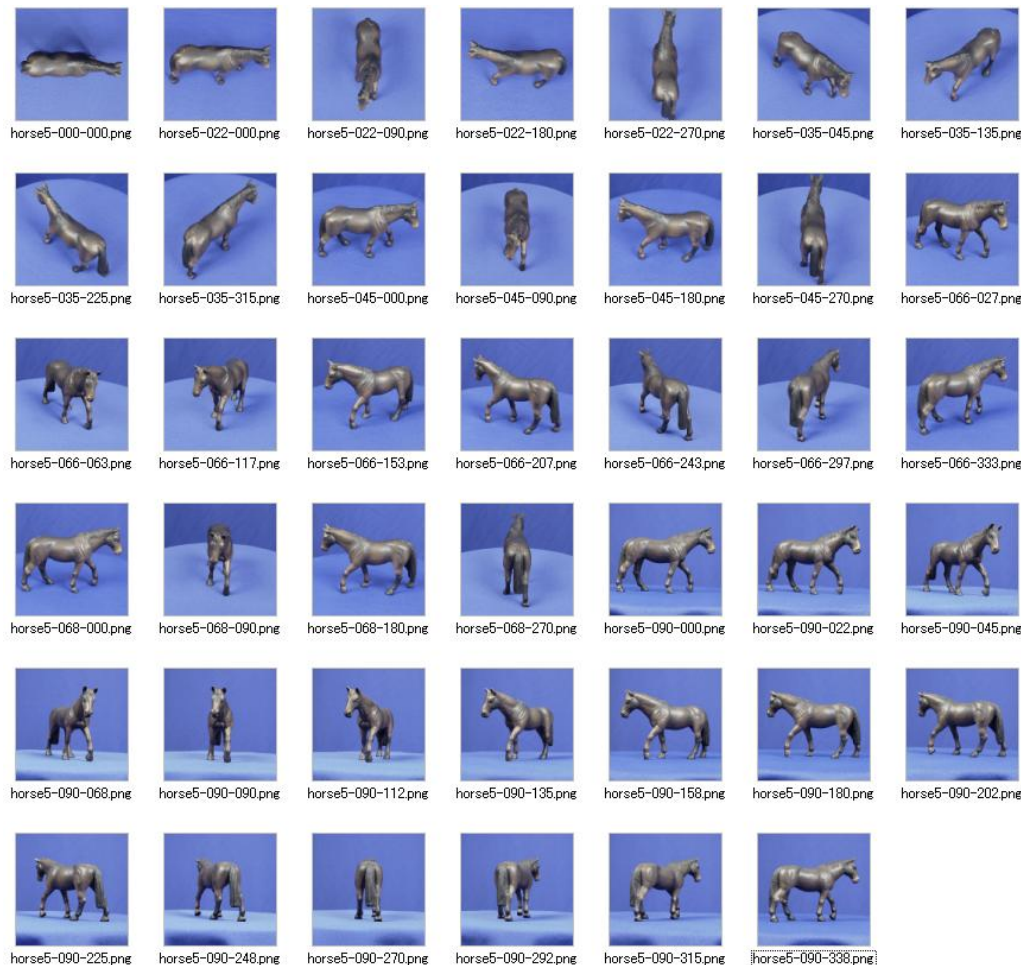 horse5-000-000.png horse5-022-000.png horse5-022-090.png horse5-022-180.png horse5-022-270.png horse5-035-045.png horse5-035-135.png
horse5-035-225.png horse5-035-315.png horse5-045-000.png horse5-045-090.png horse5-045-180.png horse5-045-270.png horse5-066-027.png
horse5-066-063.png horse5-066-117.png horse5-066-153.png horse5-066-207.png horse5-066-243.png horse5-066-297.png horse5-066-333.png
horse5-068-000.png horse5-068-090.png horse5-068-180.png horse5-068-270.png horse5-090-000.png horse5-090-022.png horse5-090-045.png
horse5-090-068.png horse5-090-090.png horse5-090-112.png horse5-090-135.png horse5-090-158.png horse5-090-180.png horse5-090-202.png
horse5-090-225.png horse5-090-248.png horse5-090-270.png horse5-090-292.png horse5-090-315.png horse5-090-338.png